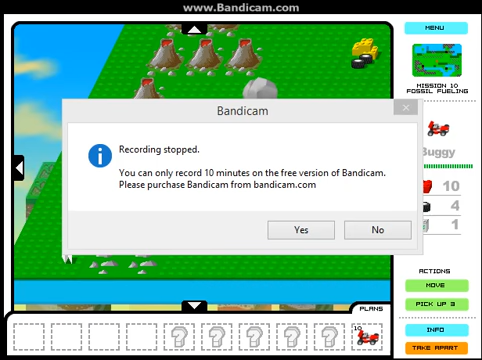 www.Bandicam.com
MENU
MISSION 10
FOSSIL FUELING
Bandicam
Recording stopped.
You can only record 10 minutes on the free version of Bandicam.
Please purchase Bandicam from bandicam.com
Yes
No
Buggy
10
4
1
ACTIONS
MOVE
PICK UP 3
INFO
TAKE APART
PLANS
? ? ? ? ?
10